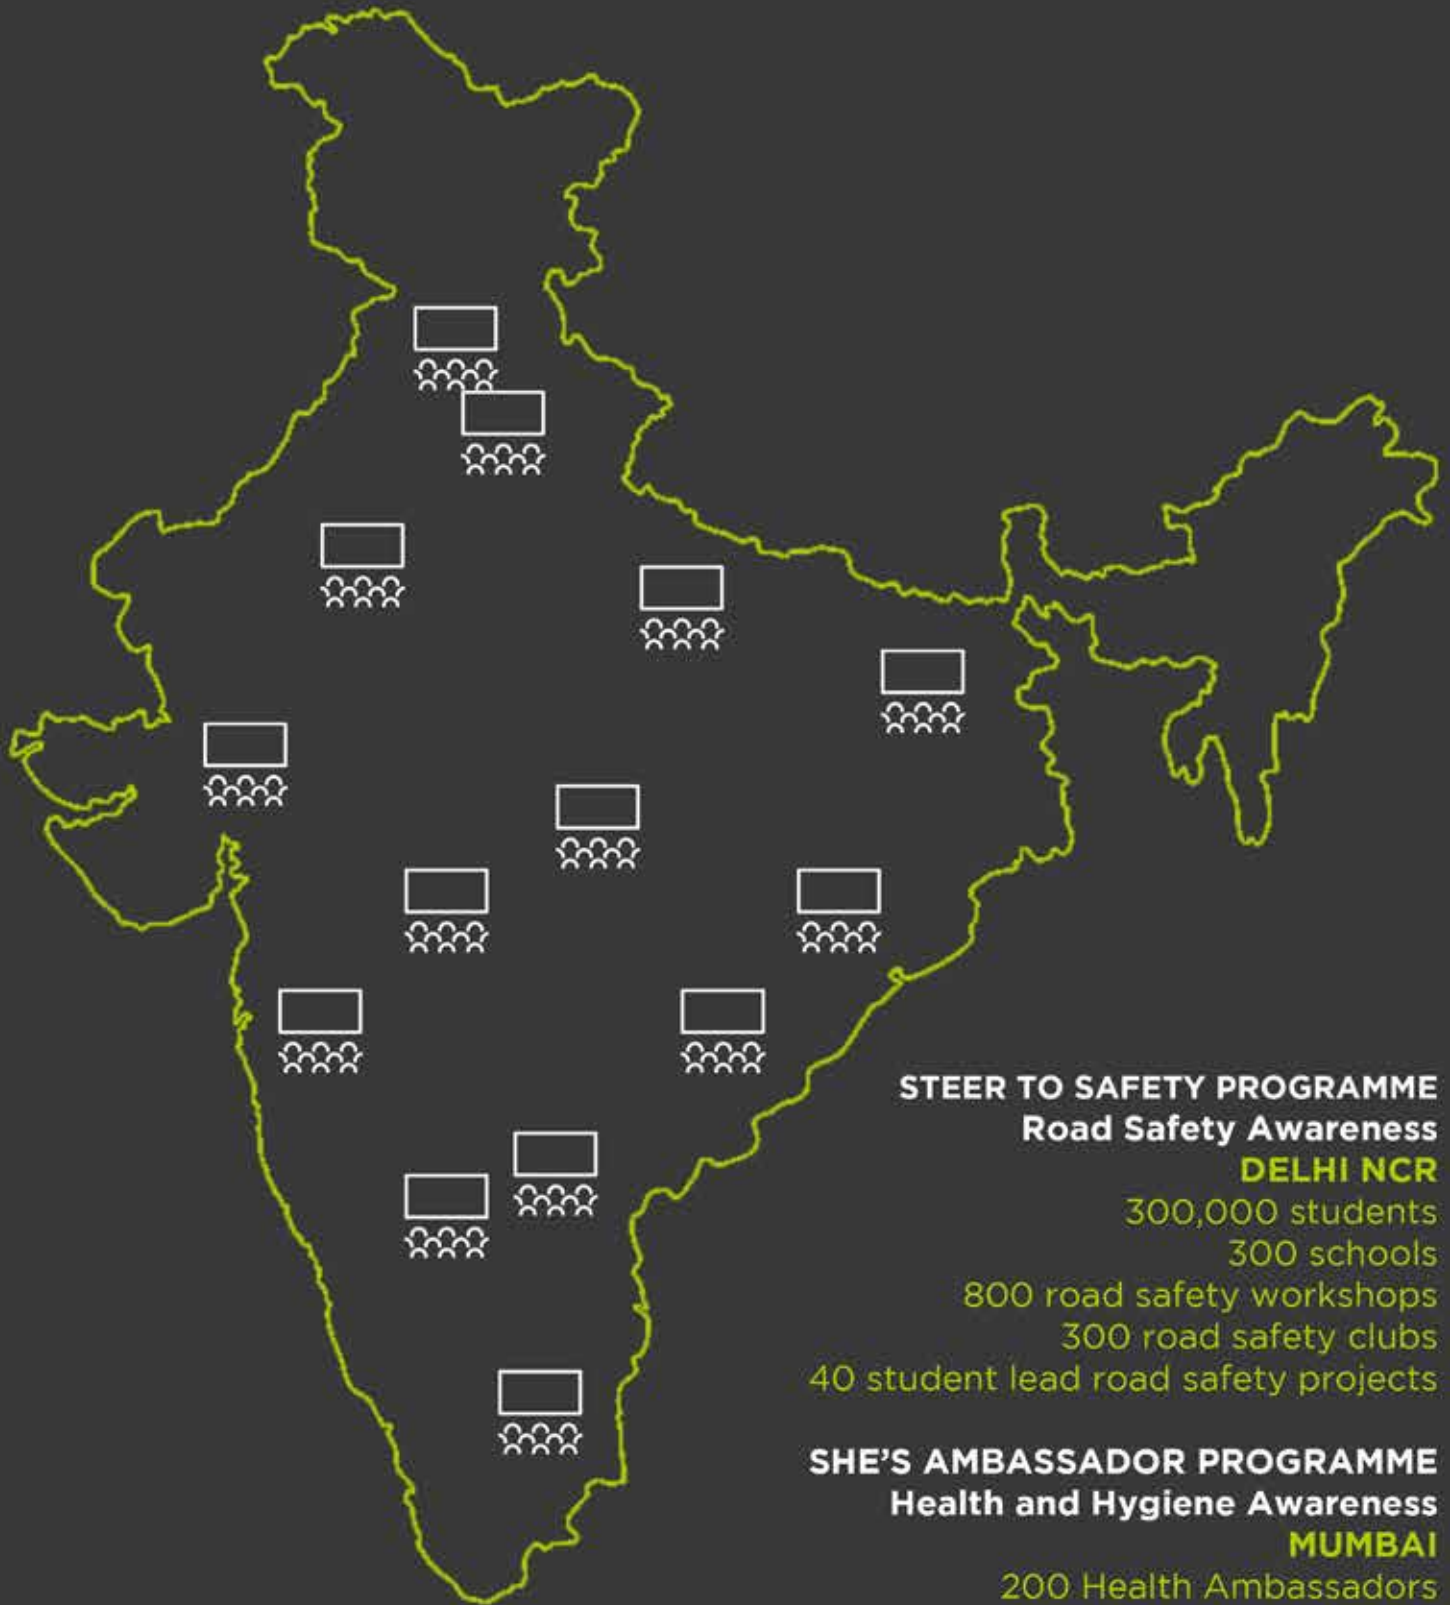 STEER TO SAFETY PROGRAMME
Road Safety Awareness
DELHI NCR
300,000 students
300 schools
800 road safety workshops
300 road safety clubs
40 student lead road safety projects
SHE'S AMBASSADOR PROGRAMME
Health and Hygiene Awareness
MUMBAI
200 Health Ambassadors